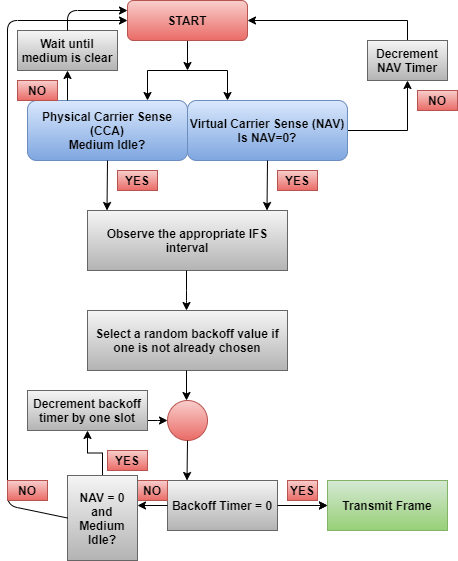 START
Wait until
medium is clear
Decrement
NAV Timer
NO
NO
Physical Carrier Sense
(CCA)
Medium Idle?
Virtual Carrier Sense (NAV)
Is NAV=0?
YES
YES
Observe the appropriate IFS
interval
Select a random backoff value if
one is not already chosen
Decrement backoff
timer by one slot
YES
NO
NO
YES
NAV = 0
and
Medium
Idle?
Backoff Timer = 0
Transmit Frame